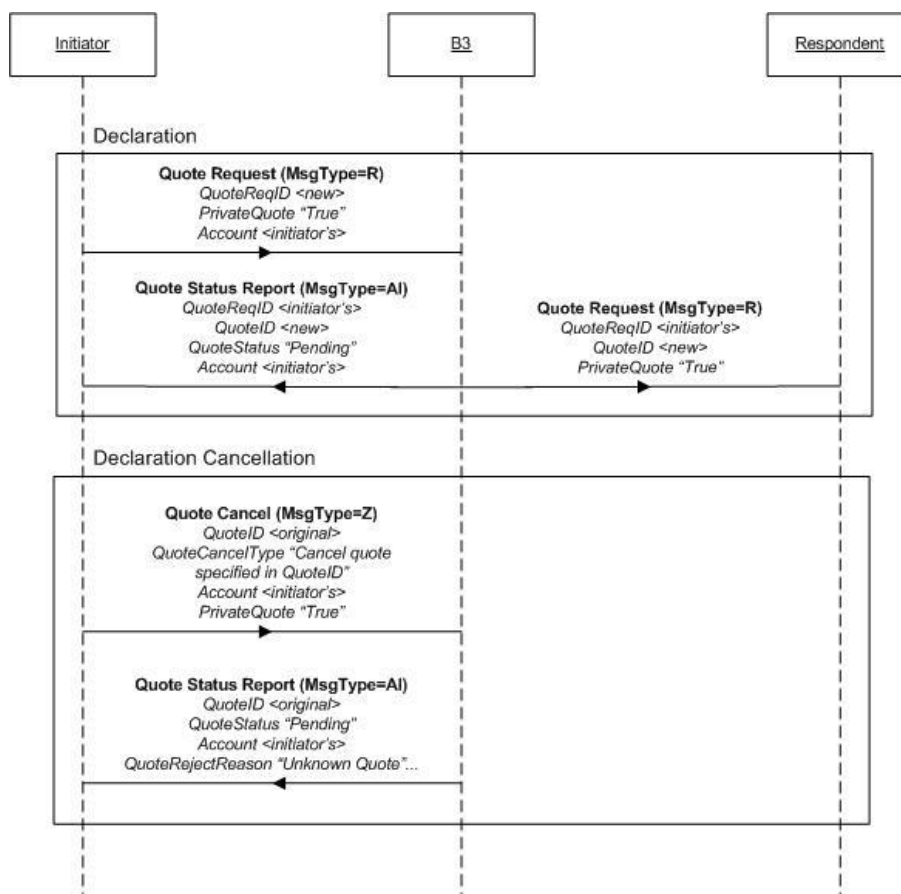 Initiator
B3
Respondent
Declaration
Quote Request (MsgType=R)
QuoteReqID <new>
PrivateQuote “True”
Account <initiator's>
Quote Status Report (MsgType=AI)
QuoteReqID <initiator's>
QuoteID <new>
QuoteStatus “Pending”
Account <initiator's>
Quote Request (MsgType=R)
QuoteReqID <initiator's>
QuoteID <new>
PrivateQuote “True”
Declaration Cancellation
Quote Cancel (MsgType=Z)
QuoteID <original>
QuoteCancelType “Cancel quote
specified in QuoteID”
Account <initiator's>
PrivateQuote “True”
Quote Status Report (MsgType=AI)
QuoteID <original>
QuoteStatus “Pending”
Account <initiator's>
QuoteRejectReason “Unknown Quote”...